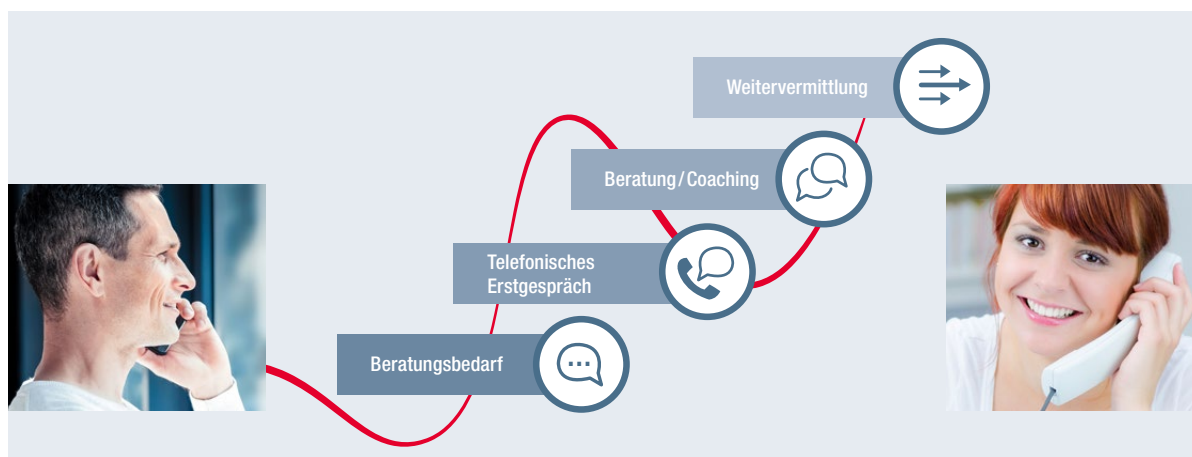 Weitervermittlung
Beratung/Coaching
Telefonisches
Erstgespräch
Beratungsbedarf